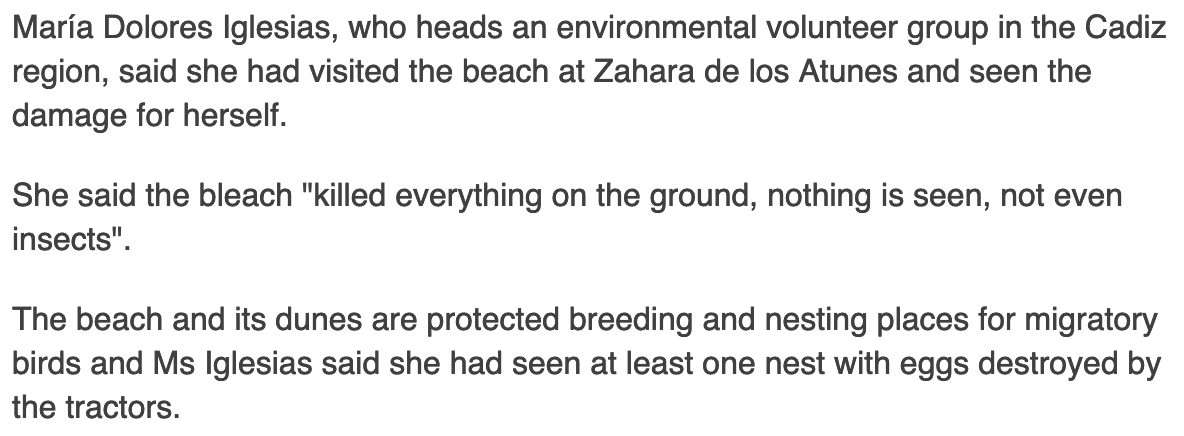 María Dolores Iglesias, who heads an environmental volunteer group in the Cadiz
region, said she had visited the beach at Zahara de los Atunes and seen the
damage for herself.
She said the bleach "killed everything on the ground, nothing is seen, not even
insects".
The beach and its dunes are protected breeding and nesting places for migratory
birds and Ms Iglesias said she had seen at least one nest with eggs destroyed by
the tractors.